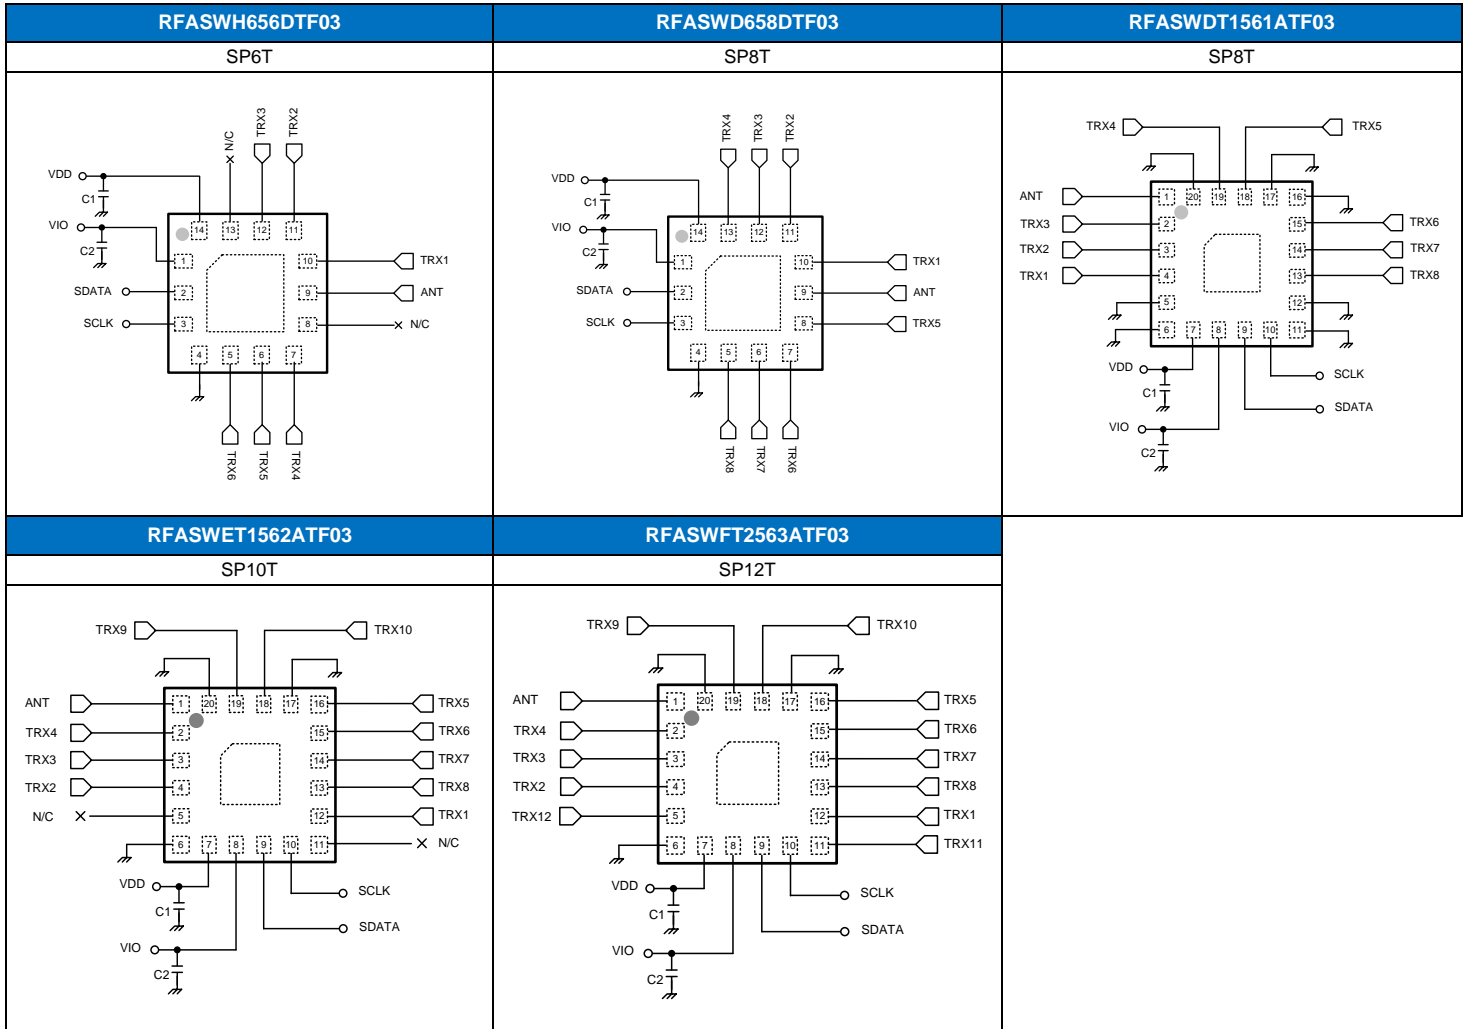 RFASWH656DTF03
RFASWD658DTF03
RFASWDT1561ATF03
SP6T
SP8T
SP8T
N/C
TRX3
TRX2
VDD
C1
VIO
C2
SDATA
SCLK
14
13
12
11
1
2
3
10
9
8
4
5
6
7
TRX1
ANT
N/C
TRX6
TRX5
TRX4
TRX4
TRX3
TRX2
VDD
C1
VIO
C2
SDATA
SCLK
14
13
12
11
1
2
3
10
9
8
4
5
6
7
TRX1
ANT
TRX5
TRX8
TRX7
TRX6
TRX4
TRX5
ANT
TRX3
TRX2
TRX1
1
20
19
18
17
16
2
3
4
5
15
14
13
12
6
7
8
9
10
11
TRX6
TRX7
TRX8
VDD
C1
VIO
C2
SCLK
SDATA
RFASWET1562ATF03
RFASWFT2563ATF03
SP10T
SP12T
TRX9
TRX10
ANT
TRX4
TRX3
TRX2
N/C
1
20
19
18
17
16
2
3
4
5
15
14
13
12
6
7
8
9
10
11
TRX5
TRX6
TRX7
TRX8
TRX1
N/C
VDD
C1
VIO
C2
SCLK
SDATA
TRX9
TRX10
ANT
TRX4
TRX3
TRX2
TRX12
1
20
19
18
17
16
2
3
4
5
15
14
13
12
6
7
8
9
10
11
TRX5
TRX6
TRX7
TRX8
TRX1
TRX11
VDD
C1
VIO
C2
SCLK
SDATA